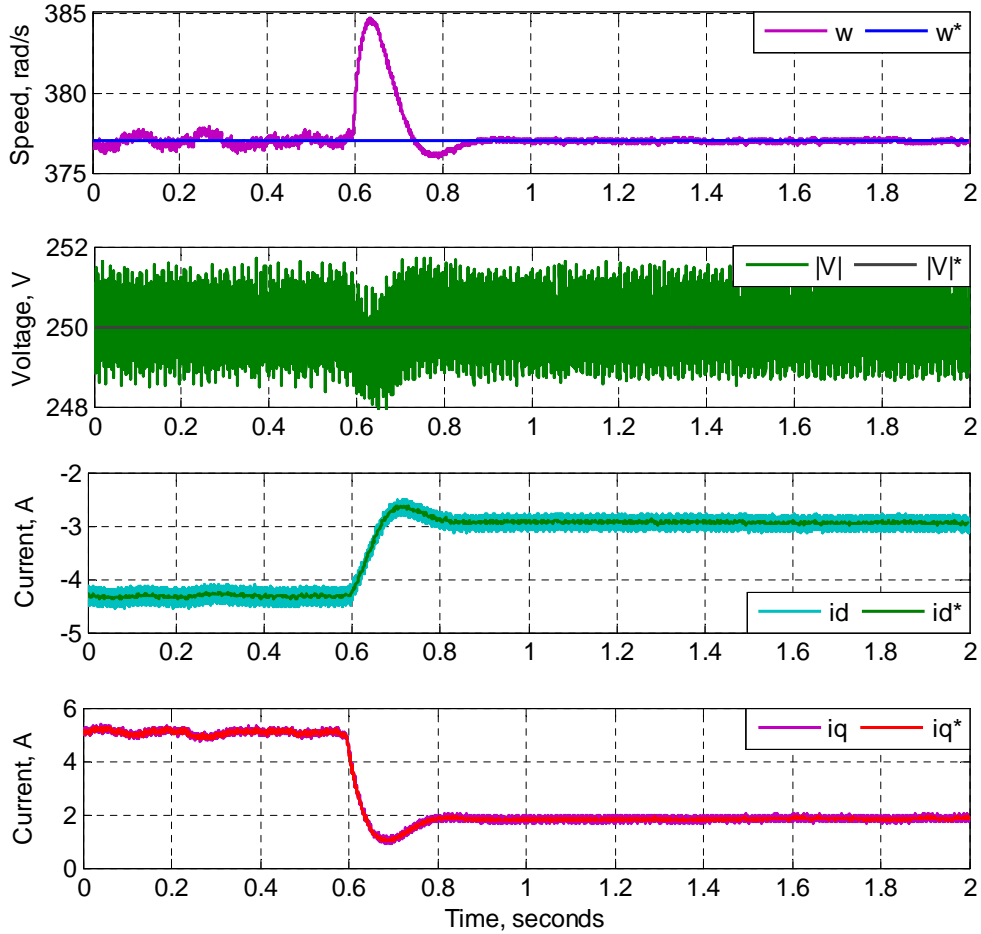 385
380
375
Speed, rad/s
w w*
0 0.2 0.4 0.6 0.8 1 1.2 1.4 1.6 1.8 2
252
250
248
Voltage, V
|V| |V|*
0 0.2 0.4 0.6 0.8 1 1.2 1.4 1.6 1.8 2
-2
-3
-4
-5
Current, A
id id*
0 0.2 0.4 0.6 0.8 1 1.2 1.4 1.6 1.8 2
6
4
2
0
Current, A
iq iq*
0 0.2 0.4 0.6 0.8 1 1.2 1.4 1.6 1.8 2
Time, seconds